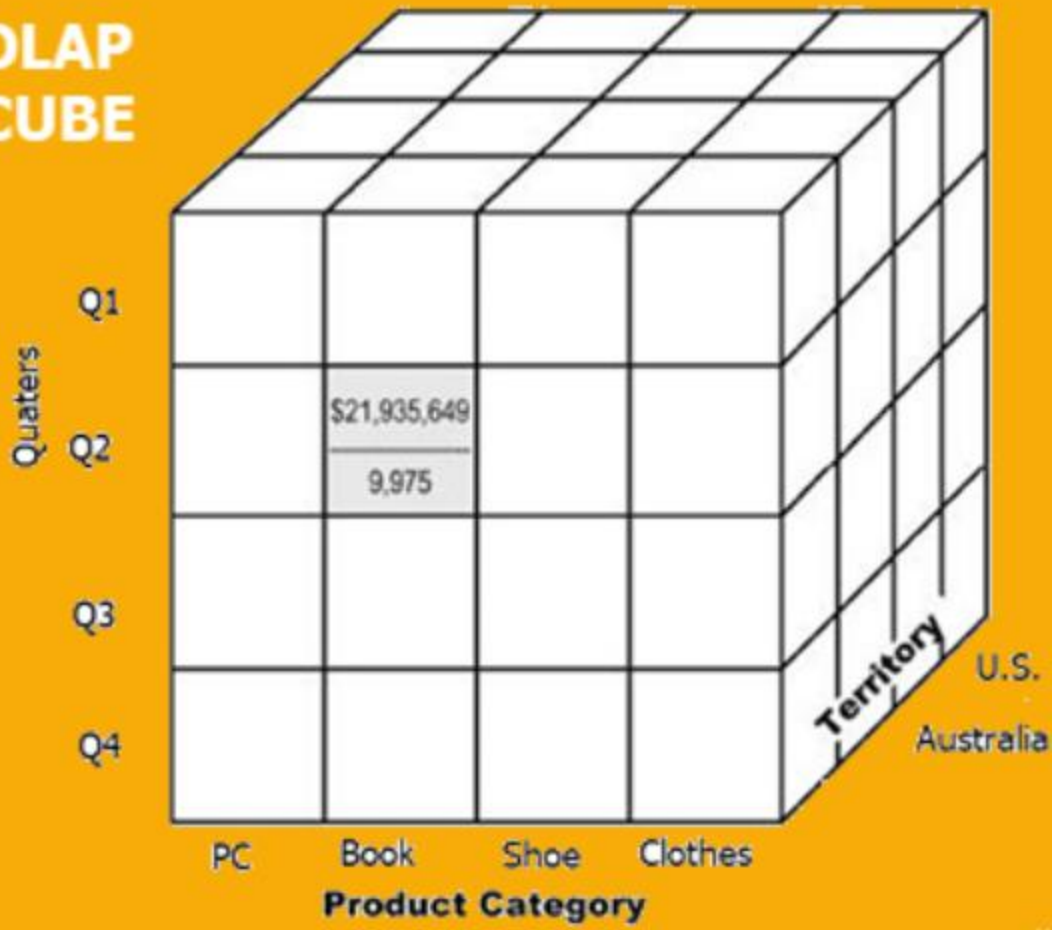 OLAP
CUBE
Quaters
Q1
Q2
Q3
Q4
$21,935,649
9,975
Territory
U.S.
Australia
PC Book Shoe Clothes
Product Category